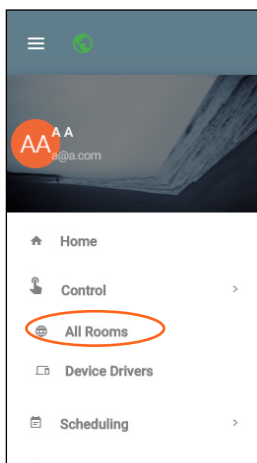 AA
A A
a@a.com
Home
Control
All Rooms
Device Drivers
Scheduling